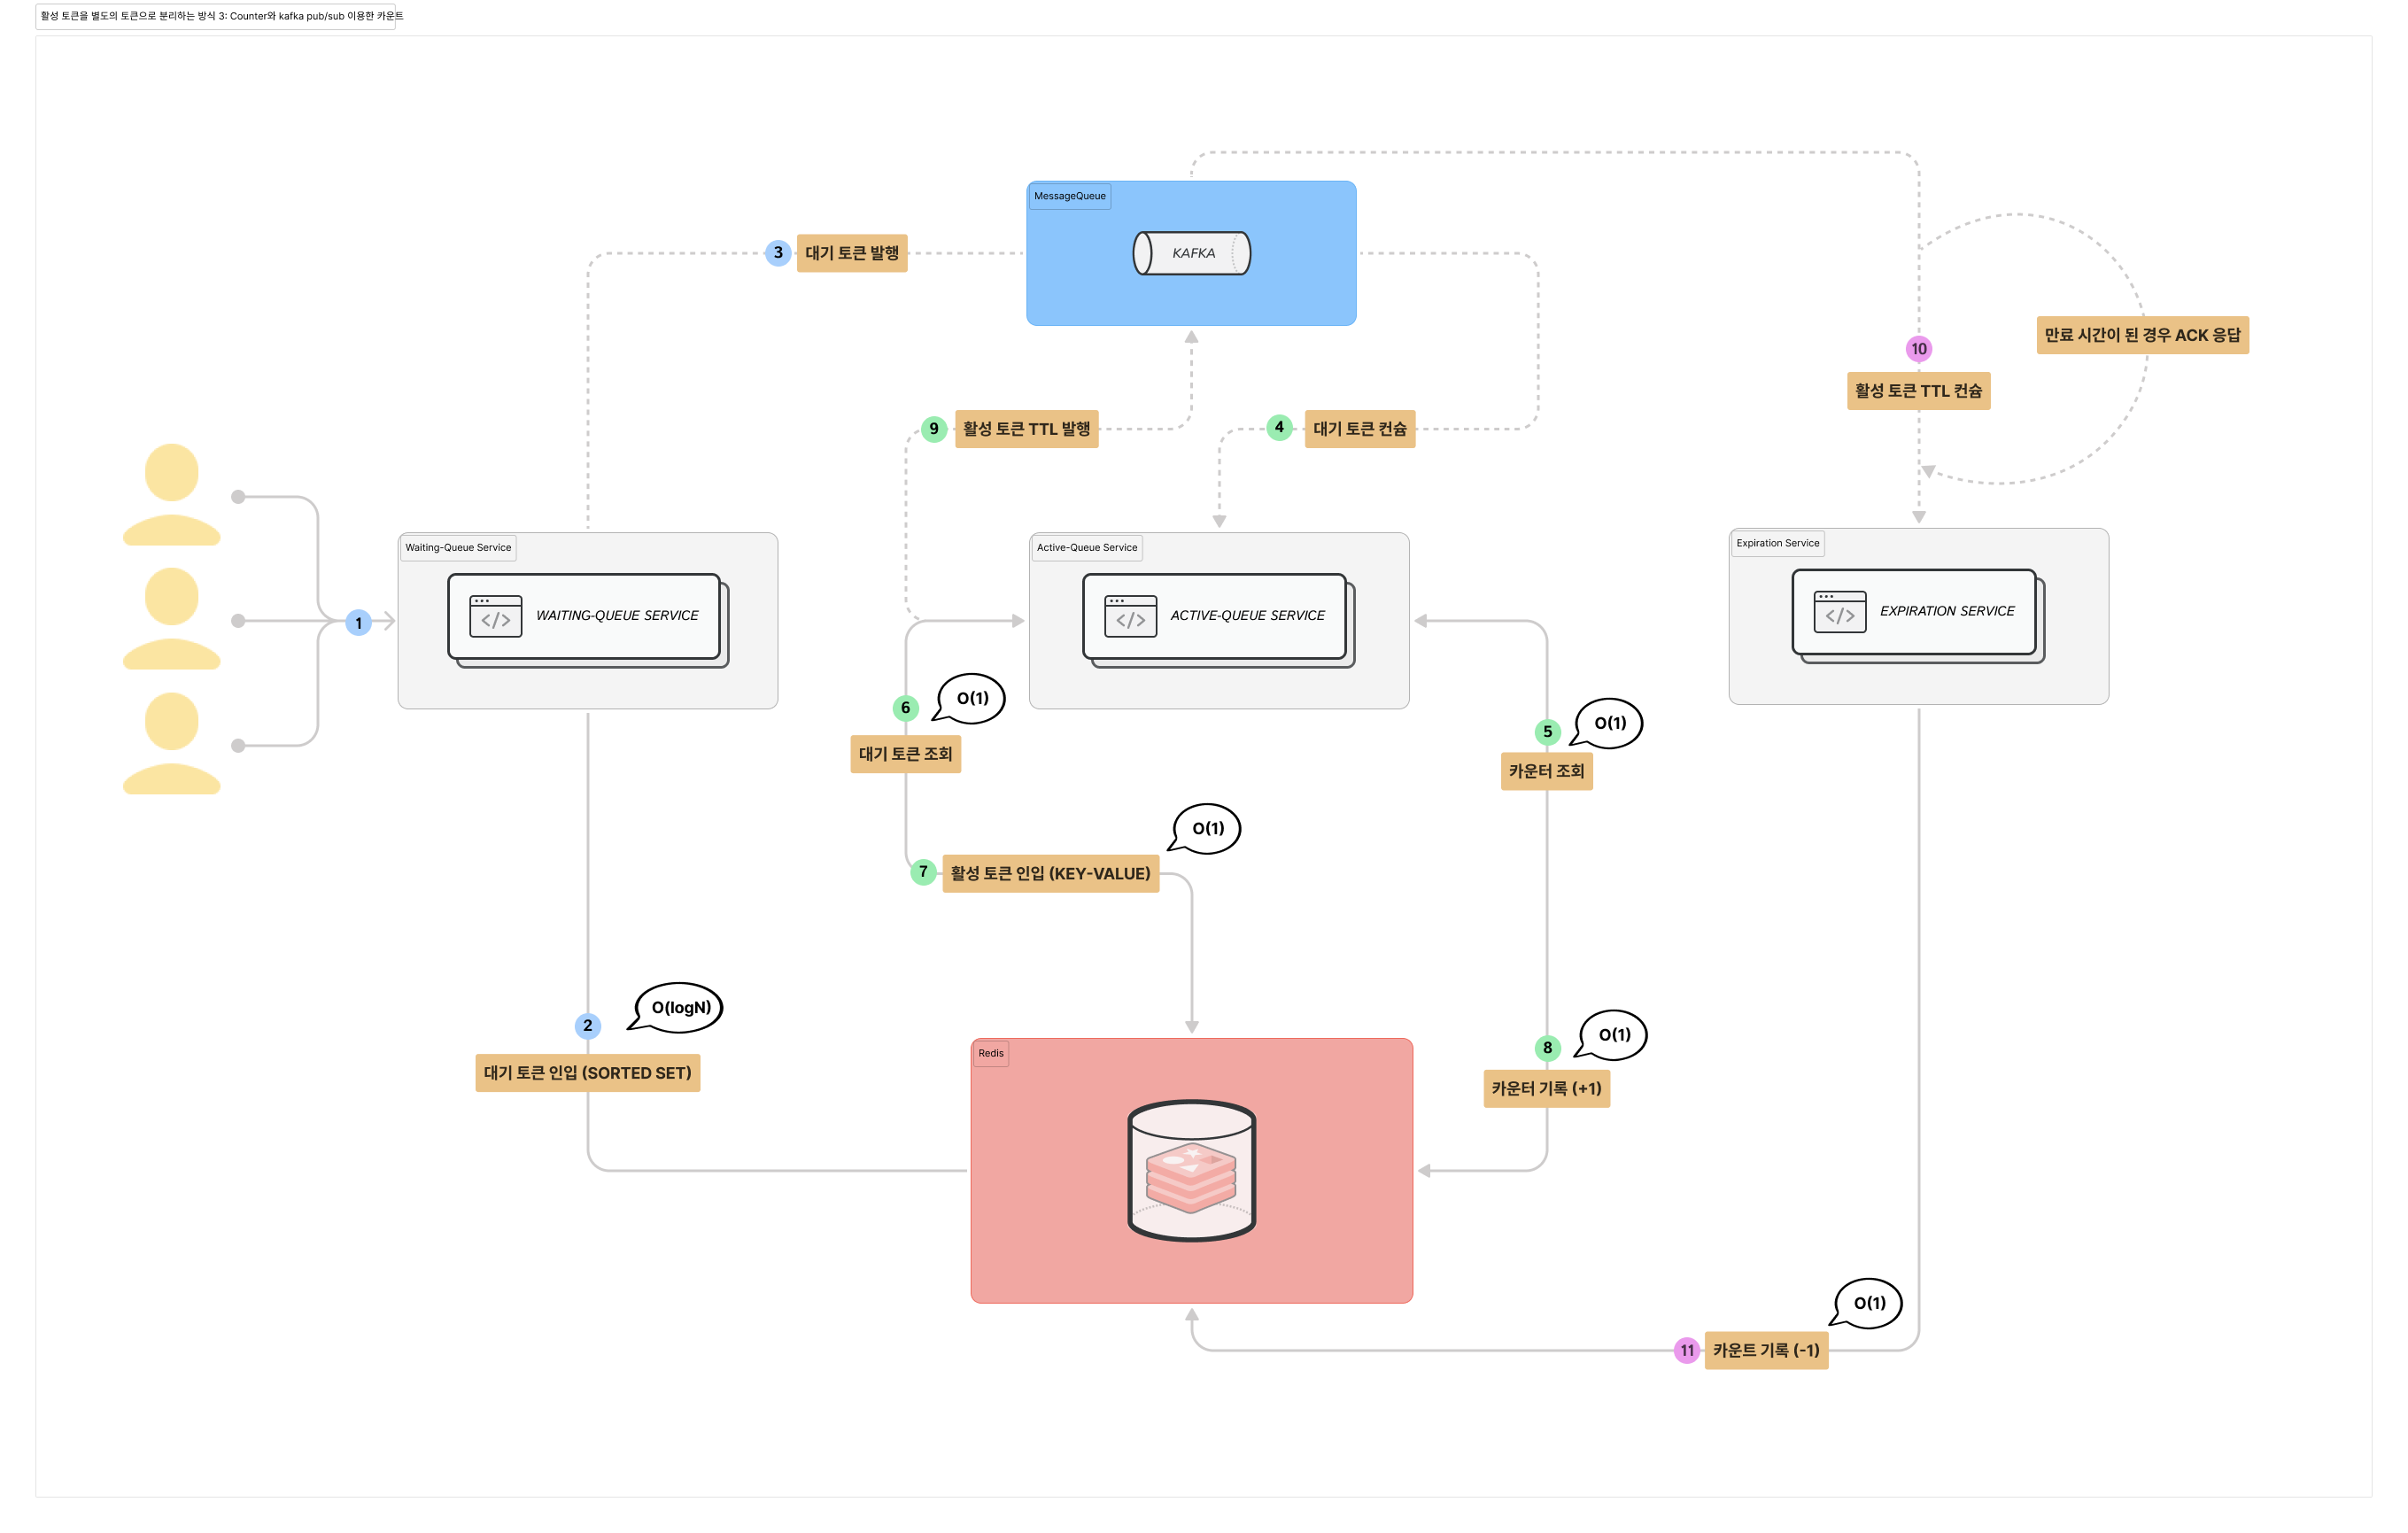 활성 토큰을 별도의 토큰으로 분리하는 방식 3: Counter와 kafka pub/sub 이용한 카운트
MessageQueue
KAFKA
3
대기 토큰 발행
만료 시간이 된 경우 ACK 응답
10
활성 토큰 TTL 컨슘
9
활성 토큰 TTL 발행
4
대기 토큰 컨슘
1
Waiting-Queue Service
WAITING-QUEUE SERVICE
Active-Queue Service
ACTIVE-QUEUE SERVICE
Expiration Service
EXPIRATION SERVICE
6
O(1)
대기 토큰 조회
5
O(1)
카운터 조회
O(1)
7
활성 토큰 인입 (KEY-VALUE)
2
O(logN)
대기 토큰 인입 (SORTED SET)
Redis
8
O(1)
카운터 기록 (+1)
O(1)
11
카운트 기록 (-1)